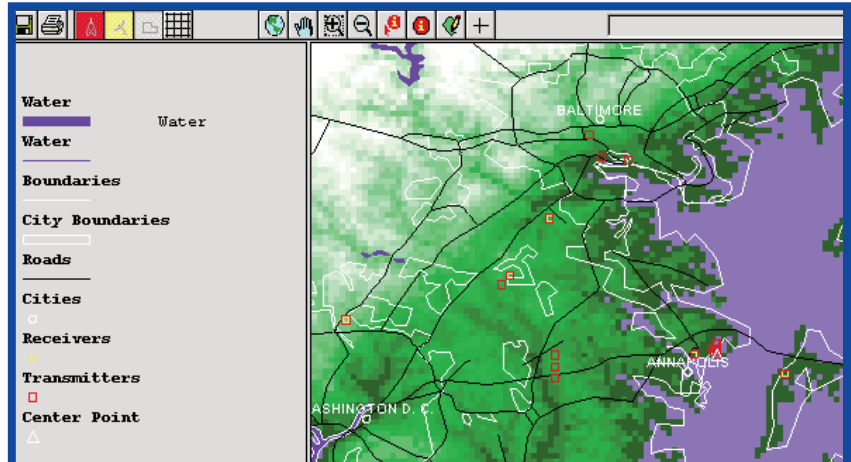 Water
Water
Water
Boundaries
City Boundaries
Roads
Cities
Receivers
Transmitters
Center Point
BALTIMORE
ANNAPOLIS
ASHINGTON D. C.